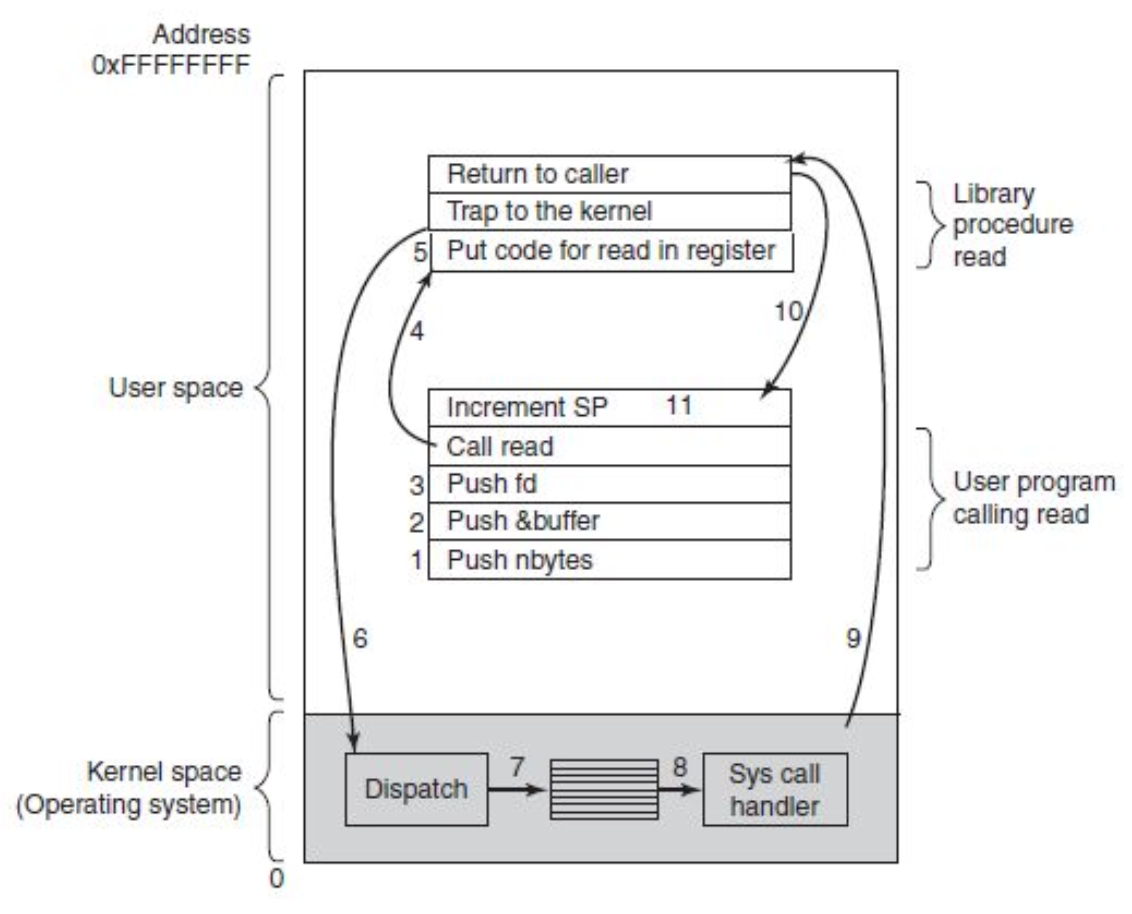 Address
0xFFFFFFFF
Return to caller
Trap to the kernel
5 Put code for read in register
Library
procedure
read
4
10
User space
Increment SP 11
Call read
3 Push fd
2 Push &buffer
1 Push nbytes
User program
calling read
6
9
Kernel space
(Operating system)
Dispatch
7
8
Sys call
handler
0